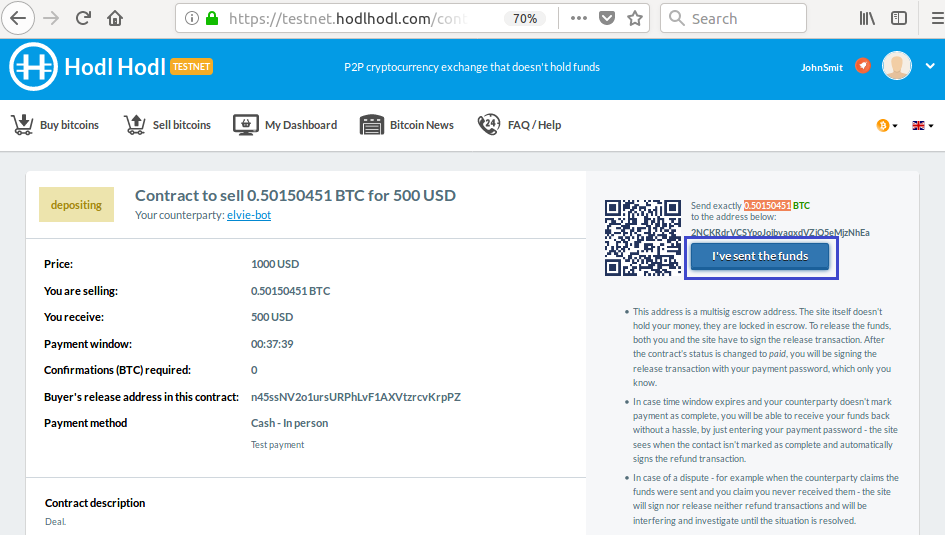 https://testnet.hodlhodl.com/con
70%
Search
Hodl Hodl TESTNET
P2P cryptocurrency exchange that doesn't hold funds
JohnSmit
Buy bitcoins
Sell bitcoins
My Dashboard
Bitcoin News
FAQ / Help
depositing
Contract to sell 0.50150451 BTC for 500 USD
Your counterparty: elvie-bot
Price: 1000 USD
You are selling: 0.50150451 BTC
You receive: 500 USD
Payment window: 00:37:39
Confirmations (BTC) required: 0
Buyer's release address in this contract: n45ssNV2o1ursURPhLvF1AXVtzrcvKrpPZ
Payment method Cash - In person
Test payment
Contract description
Deal.
Send exactly 0.50150451 BTC
to the address below:
I've sent the funds
This address is a multisig escrow address. The site itself doesn't
hold your money, they are locked in escrow. To release the funds,
both you and the site have to sign the release transaction. After
the contract's status is changed to paid, you will be signing the
release transaction with your payment password, which only you
know.
In case time window expires and your counterparty doesn't mark
payment as complete, you will be able to receive your funds back
without a hassle, by just entering your payment password - the site
sees when the contact isn't marked as complete and automatically
signs the refund transaction.
In case of a dispute - for example when the counterparty claims the
funds were sent and you claim you never received them - the site
will sign nor release neither refund transactions and will be
interfering and investigate until the situation is resolved.